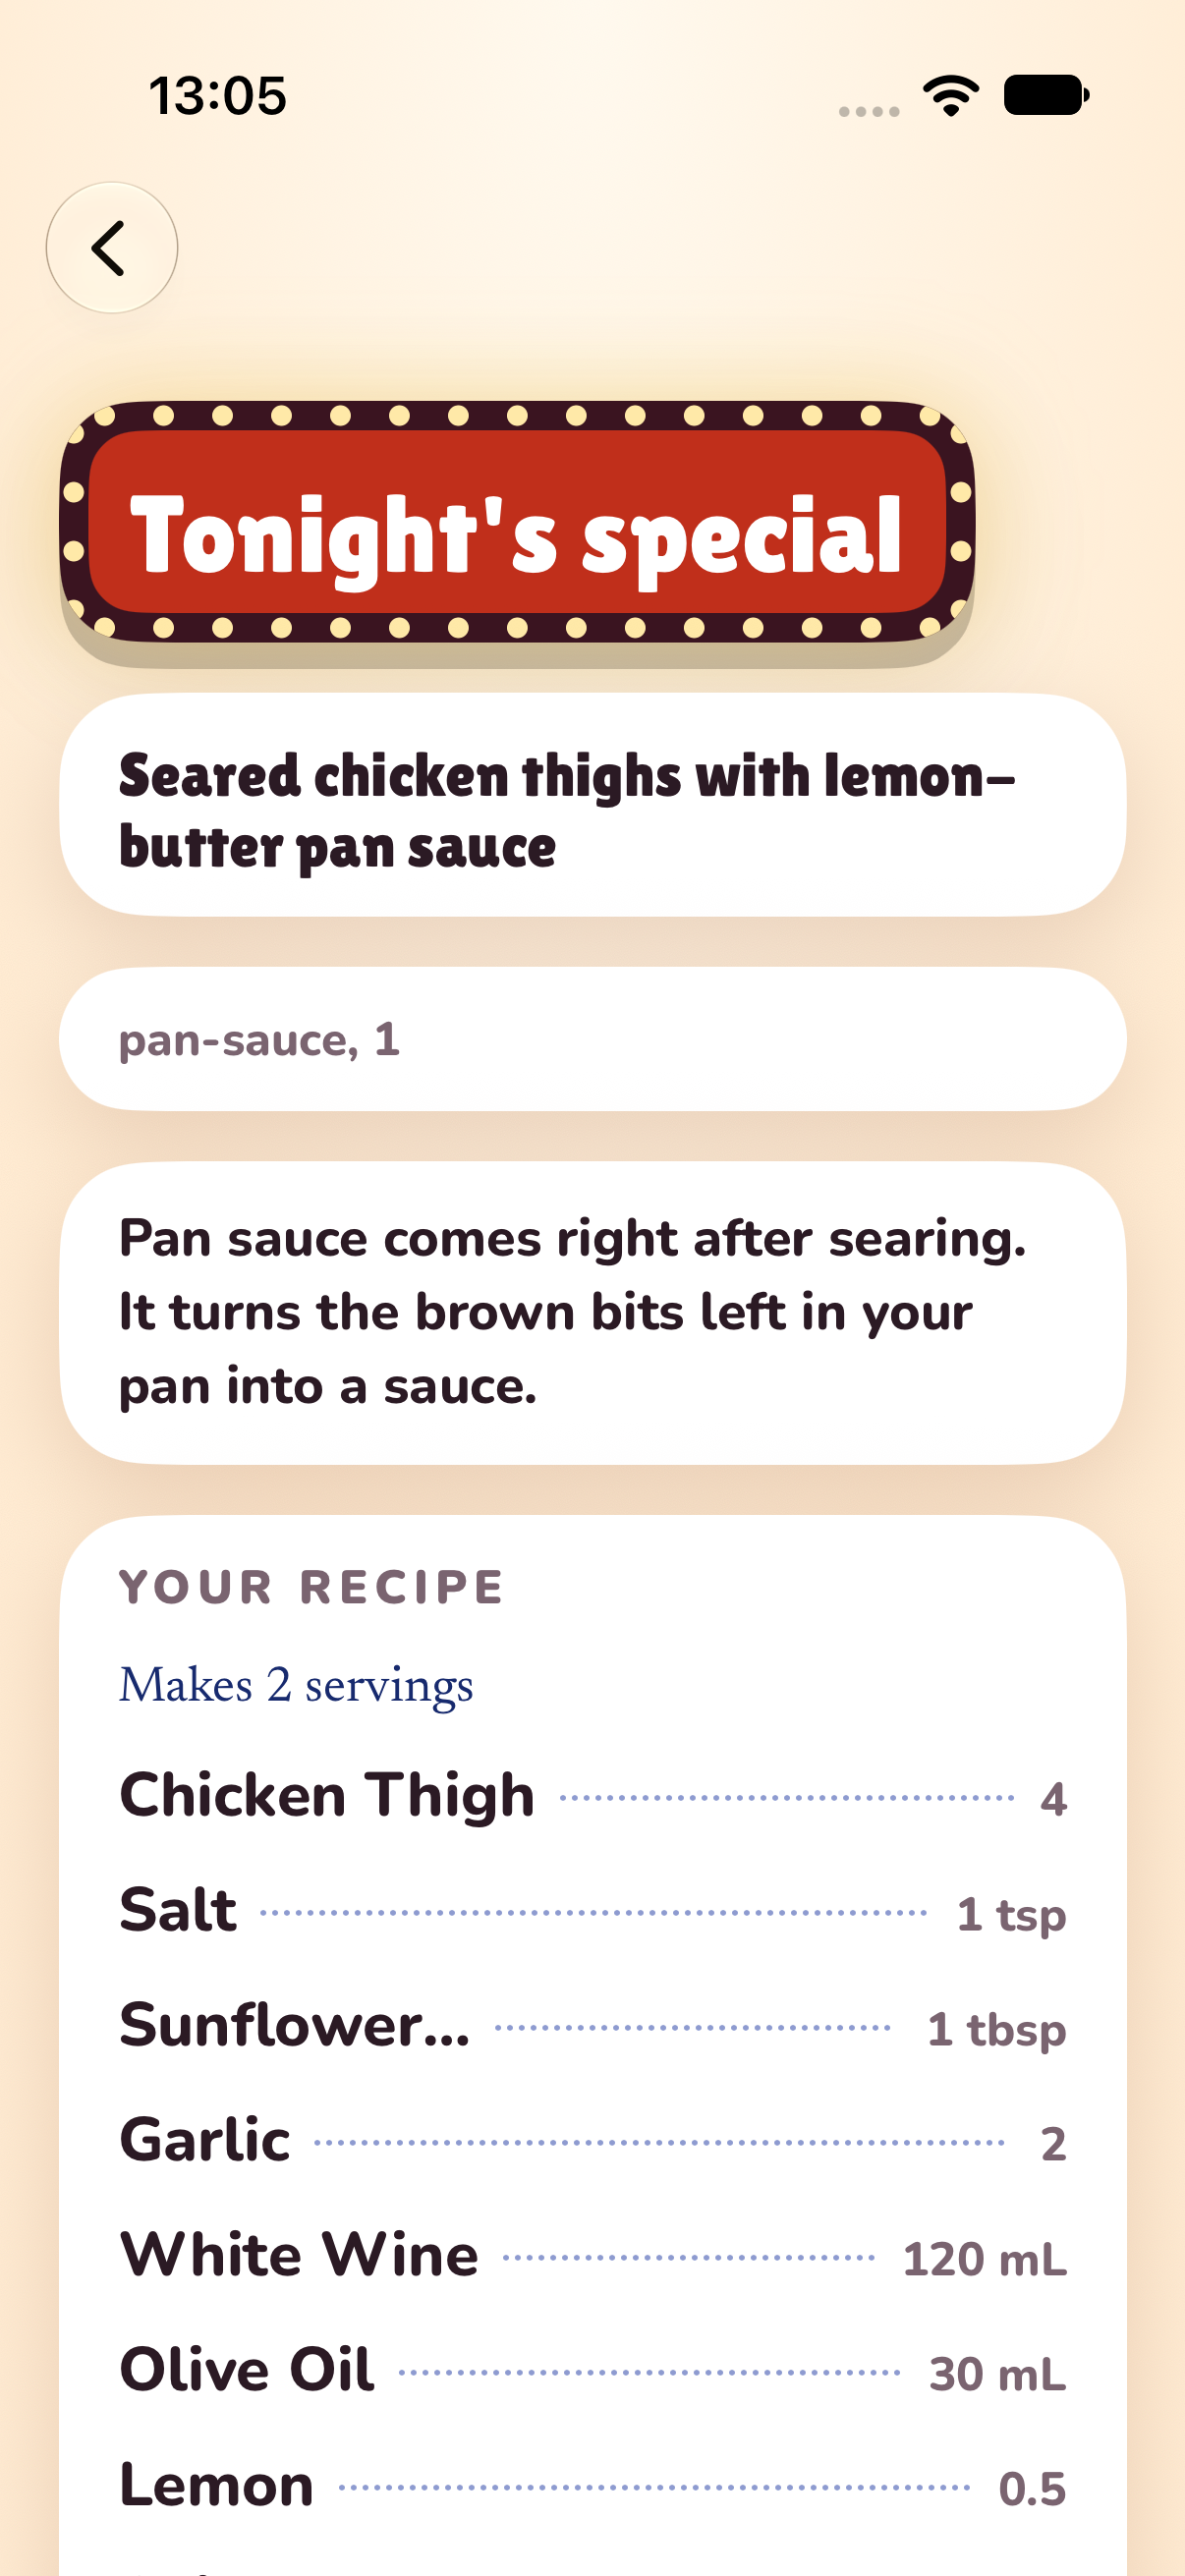 13:05
Tonight's special
Seared chicken thighs with lemon–
butter pan sauce
pan-sauce, 1
Pan sauce comes right after searing.
It turns the brown bits left in your
pan into a sauce.
YOUR RECIPE
Makes 2 servings
Chicken Thigh 4
Salt 1 tsp
Sunflower... 1 tbsp
Garlic 2
White Wine 120 mL
Olive Oil 30 mL
Lemon 0.5